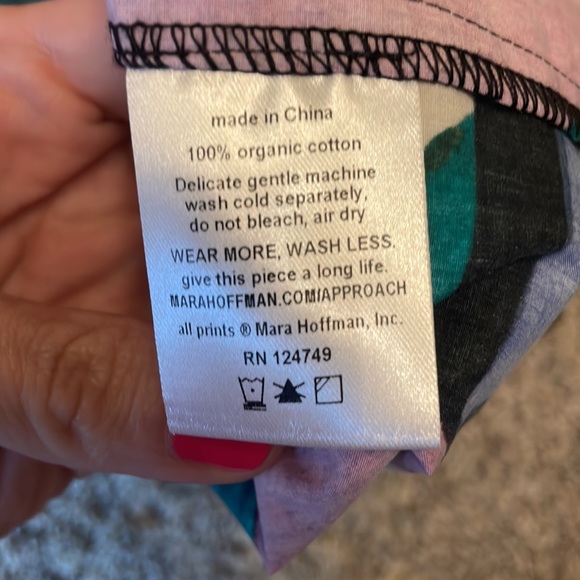 made in China
100% organic cotton
Delicate gentle machine
wash cold separately,
do not bleach, air dry
WEAR MORE, WASH LESS.
give this piece a long life.
MARAHOFFMAN.COM/APPROACH
all prints ® Mara Hoffman, Inc.
RN 124749